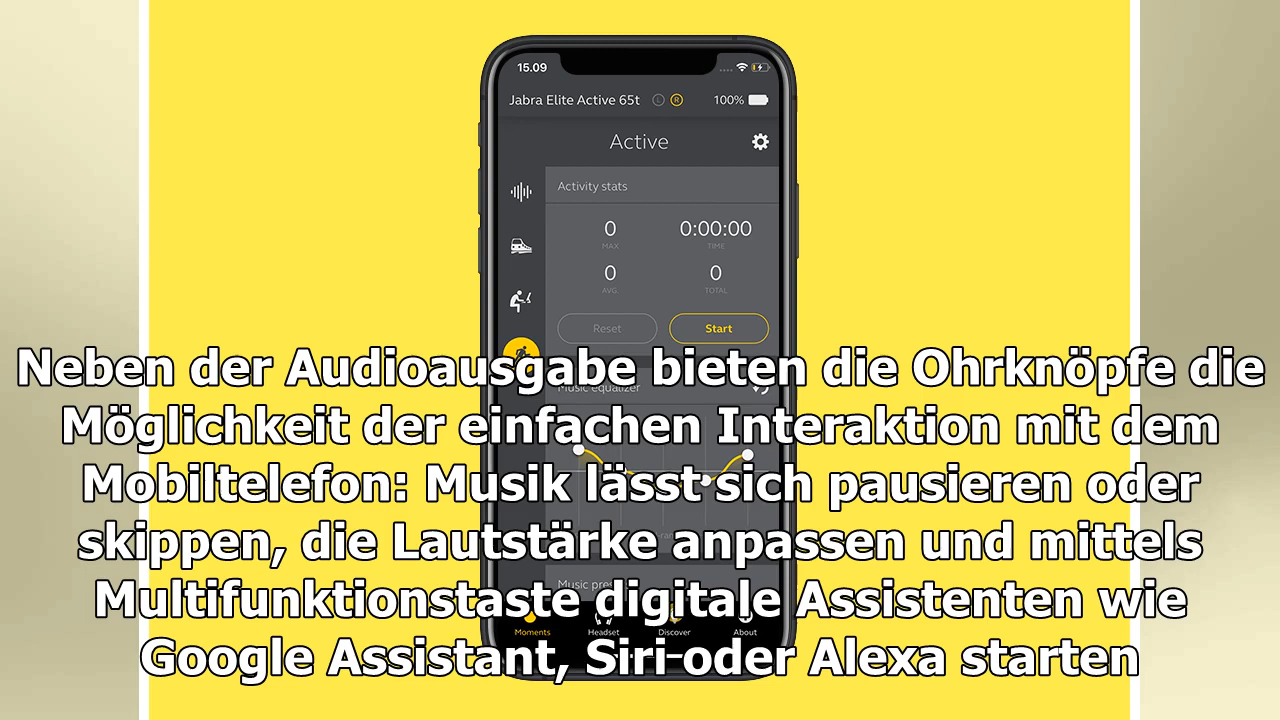 15.09
Jabra Elite Active 65t L R 100%
Active
Activity stats
0 0:00:00
MAX TIME
0 0
AVG. TOTAL
Reset Start
Neben der Audioausgabe bieten die Ohrknöpfe die
Music equalizer
Möglichkeit der einfachen Interaktion mit dem
Mobiltelefon: Musik lässt sich pausieren oder
skippen, die Lautstärke anpassen und mittels
Music
Multifunktionstaste digitale Assistenten wie
Moments Headset Discover About
Google Assistant, Siri oder Alexa starten